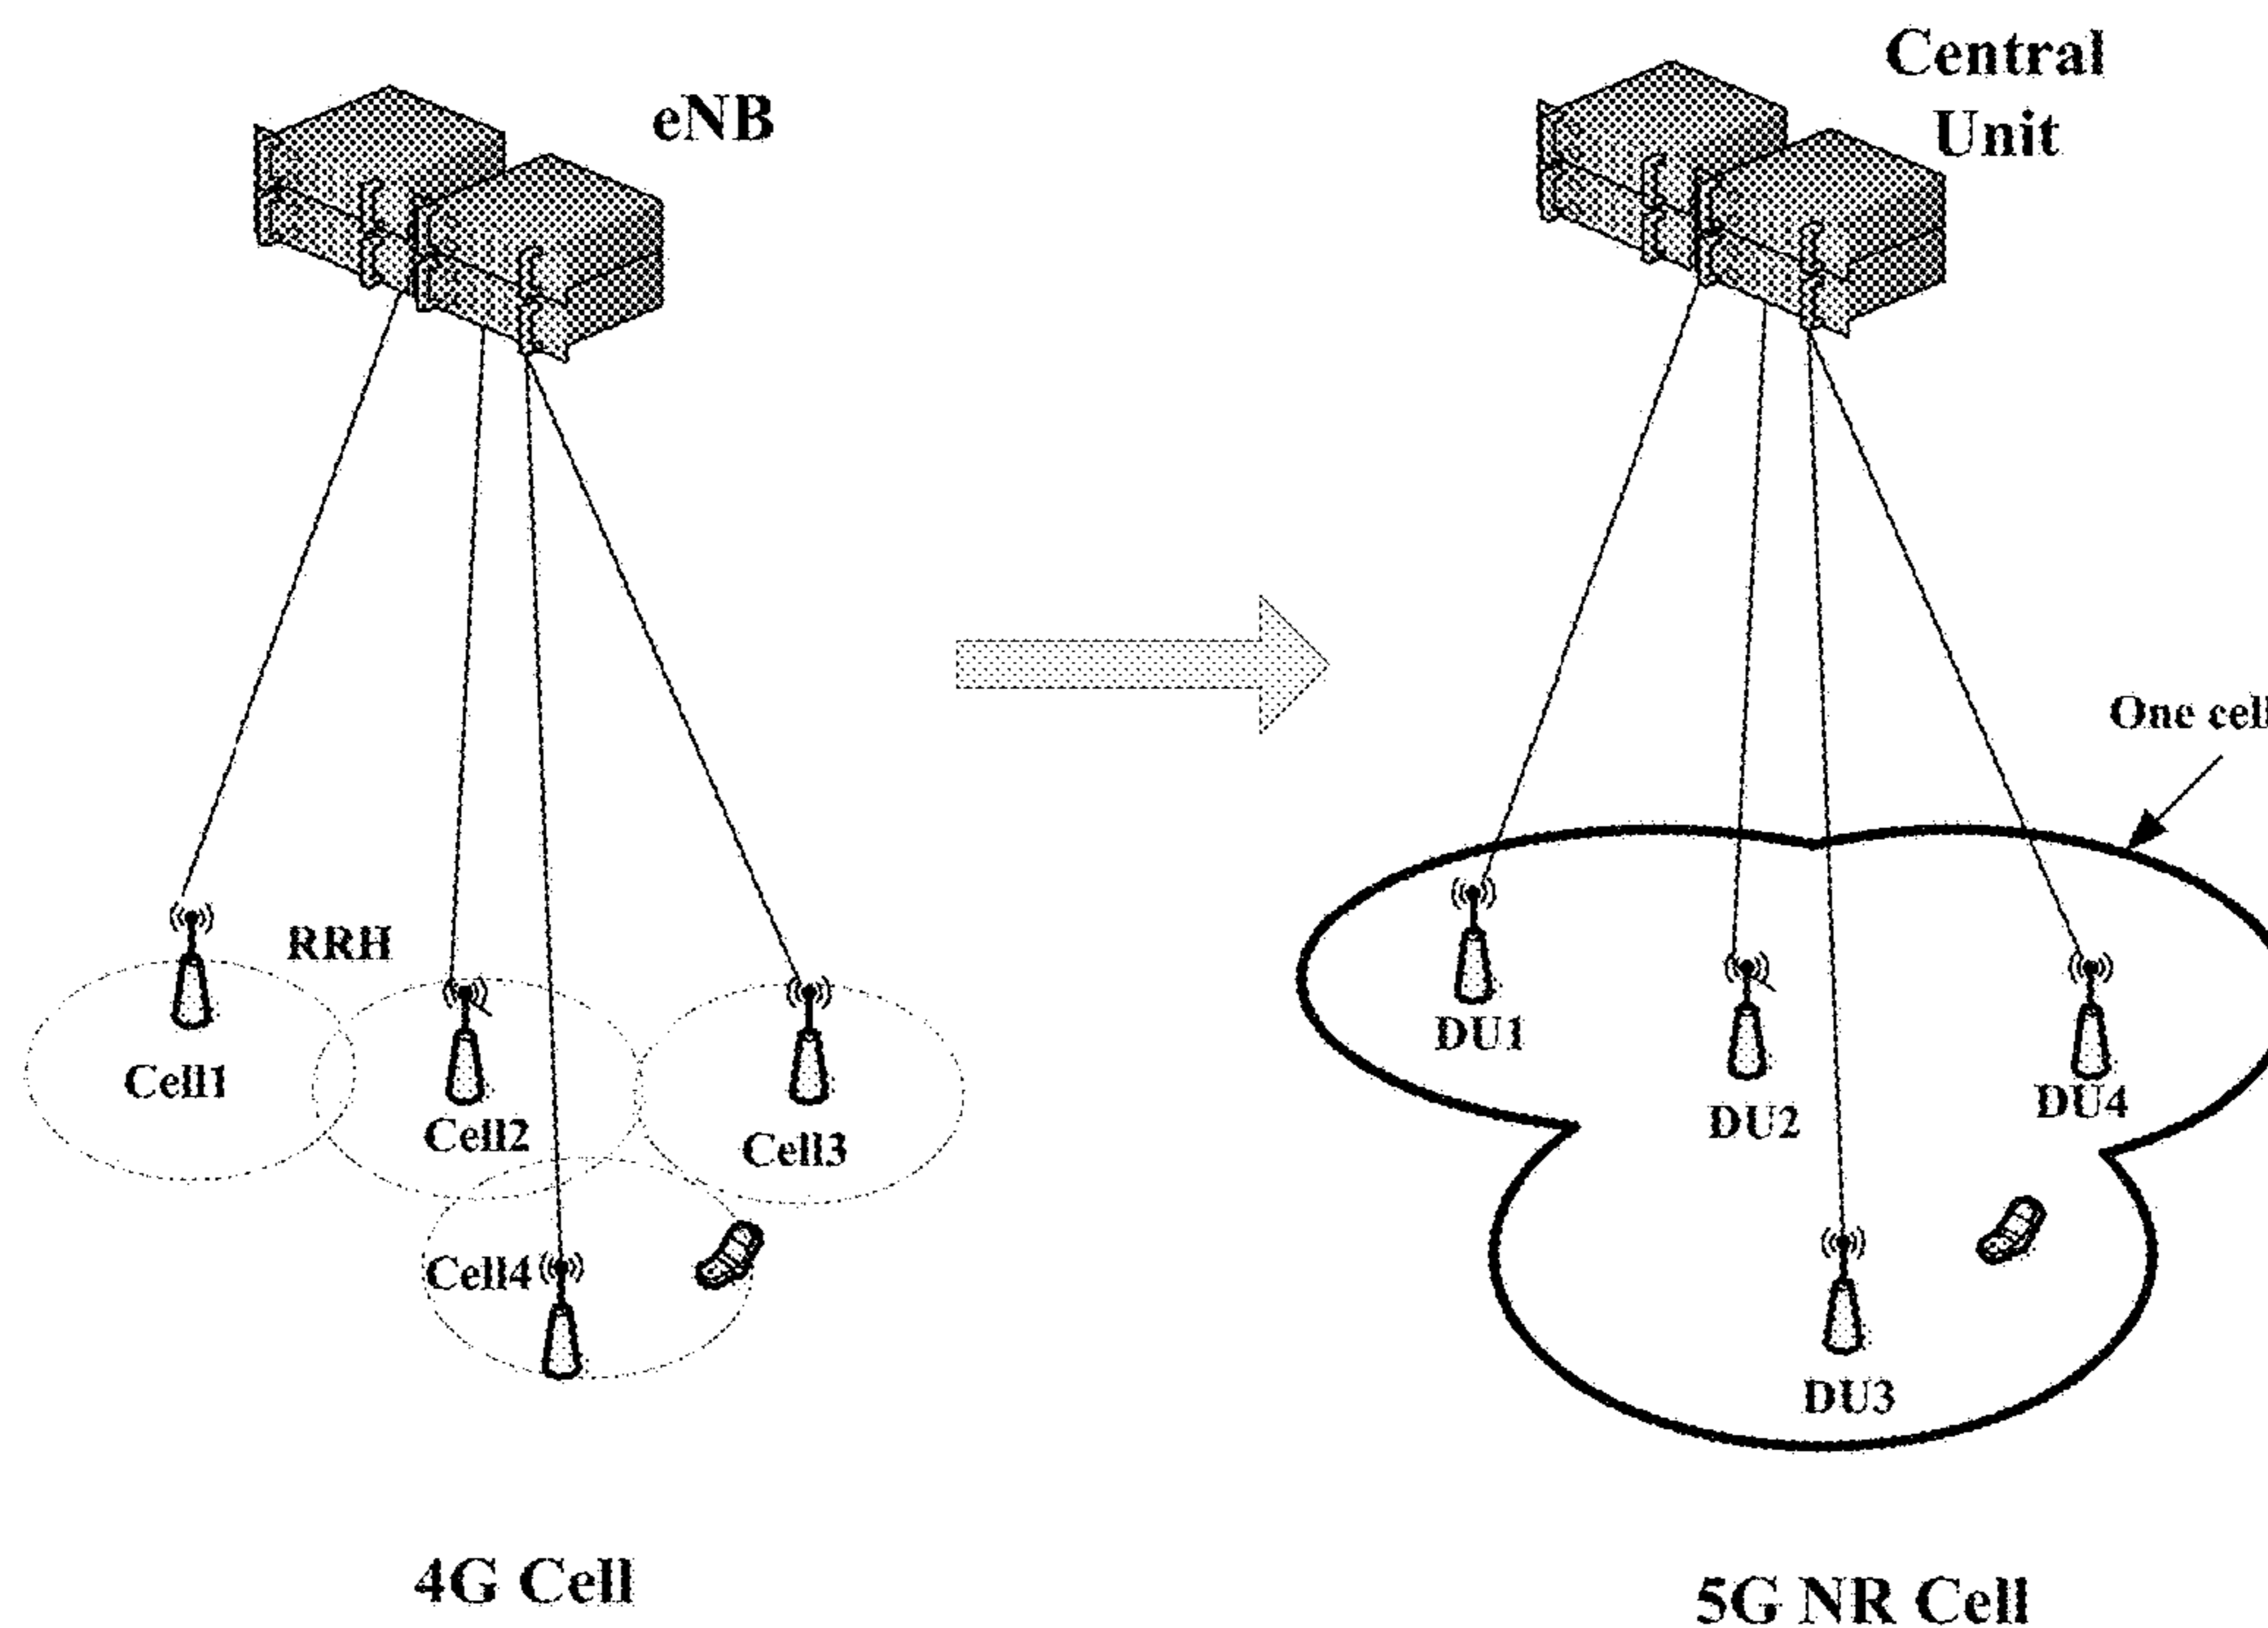 eNB
RRH
Cell1
Cell2
Cell3
Cell4
4G Cell
Central
Unit
One cell
DU1
DU2
DU4
DU3
5G NR Cell